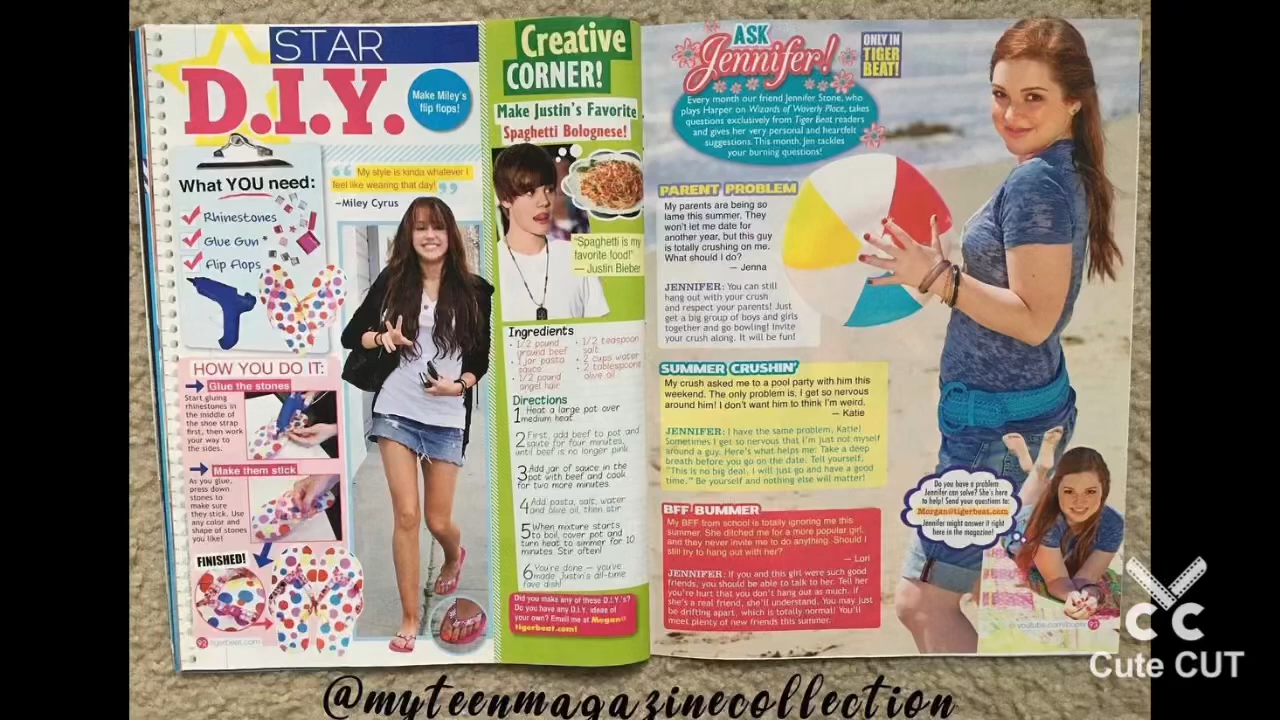 STAR
D.I.Y.
Make Miley's
flip flops!
What YOU need:
Rhinestones
Glue Gun
Flip Flops
"My style is kinda whatever I
feel like wearing that day!"
–Miley Cyrus
HOW YOU DO IT:
Glue the stones
Start gluing
rhinestones in
the middle of
the shoe strap
first, then work
your way to
the sides.
Make them stick
As you glue,
press down
stones to
make sure
they stick. Use
any color and
shape of stones
you like!
FINISHED!
92 tigerbeat.com
Creative
CORNER!
Make Justin's Favorite
Spaghetti Bolognese!
"Spaghetti is my
favorite food!"
— Justin Bieber
Ingredients
• 1/2 pound
ground beef
• 1 jar pasta
sauce
• 1/2 pound
angel hair
• 1/2 teaspoon
salt
• 2 cups water
• 2 tablespoons
olive oil
Directions
1 Heat a large pot over
medium heat.
2 First, add beef to pot and
saute for four minutes,
until beef is no longer pink.
3 Add jar of sauce in the
pot with beef and cook
for two more minutes.
4 Add pasta, salt, water
and olive oil, then stir
5 When mixture starts
to boil, cover pot and
turn heat to simmer for 10
minutes. Stir often!
6 You're done — you've
made Justin's all-time
fave dish!
Did you make any of these D.I.Y.'s?
Do you have any D.I.Y. ideas of
your own? Email me at Megan@
tigerbeat.com!
ASK
Jennifer!
ONLY IN
TIGER
BEAT!
Every month our friend Jennifer Stone, who
plays Harper on Wizards of Waverly Place, takes
questions exclusively from Tiger Beat readers
and gives her very personal and heartfelt
suggestions. This month, Jen tackles
your burning questions!
PARENT PROBLEM
My parents are being so
lame this summer. They
won't let me date for
another year, but this guy
is totally crushing on me.
What should I do?
— Jenna
JENNIFER: You can still
hang out with your crush
and respect your parents! Just
get a big group of boys and girls
together and go bowling! Invite
your crush along. It will be fun!
SUMMER CRUSHIN'
My crush asked me to a pool party with him this
weekend. The only problem is, I get so nervous
around him! I don't want him to think I'm weird.
— Katie
JENNIFER: I have the same problem, Katie!
Sometimes I get so nervous that I'm just not myself
around a guy. Here's what helps me: Take a deep
breath before you go on the date. Tell yourself,
"This is no big deal, I will just go and have a good
time." Be yourself and nothing else will matter!
BFF BUMMER
My BFF from school is totally ignoring me this
summer. She ditched me for a more popular girl,
and they never invite me to do anything. Should I
still try to hang out with her?
— Lori
JENNIFER: If you and this girl were such good
friends, you should be able to talk to her. Tell her
you're hurt that you don't hang out as much. If
she's a real friend, she'll understand. You may just
be drifting apart, which is totally normal! You'll
meet plenty of new friends this summer.
Do you have a problem
Jennifer can solve? She's here
to help! Send your questions to:
Morgan@tigerbeat.com
Jennifer might answer it right
here in the magazine!
93
CC
Cute CUT
@myteenmagazinecollection